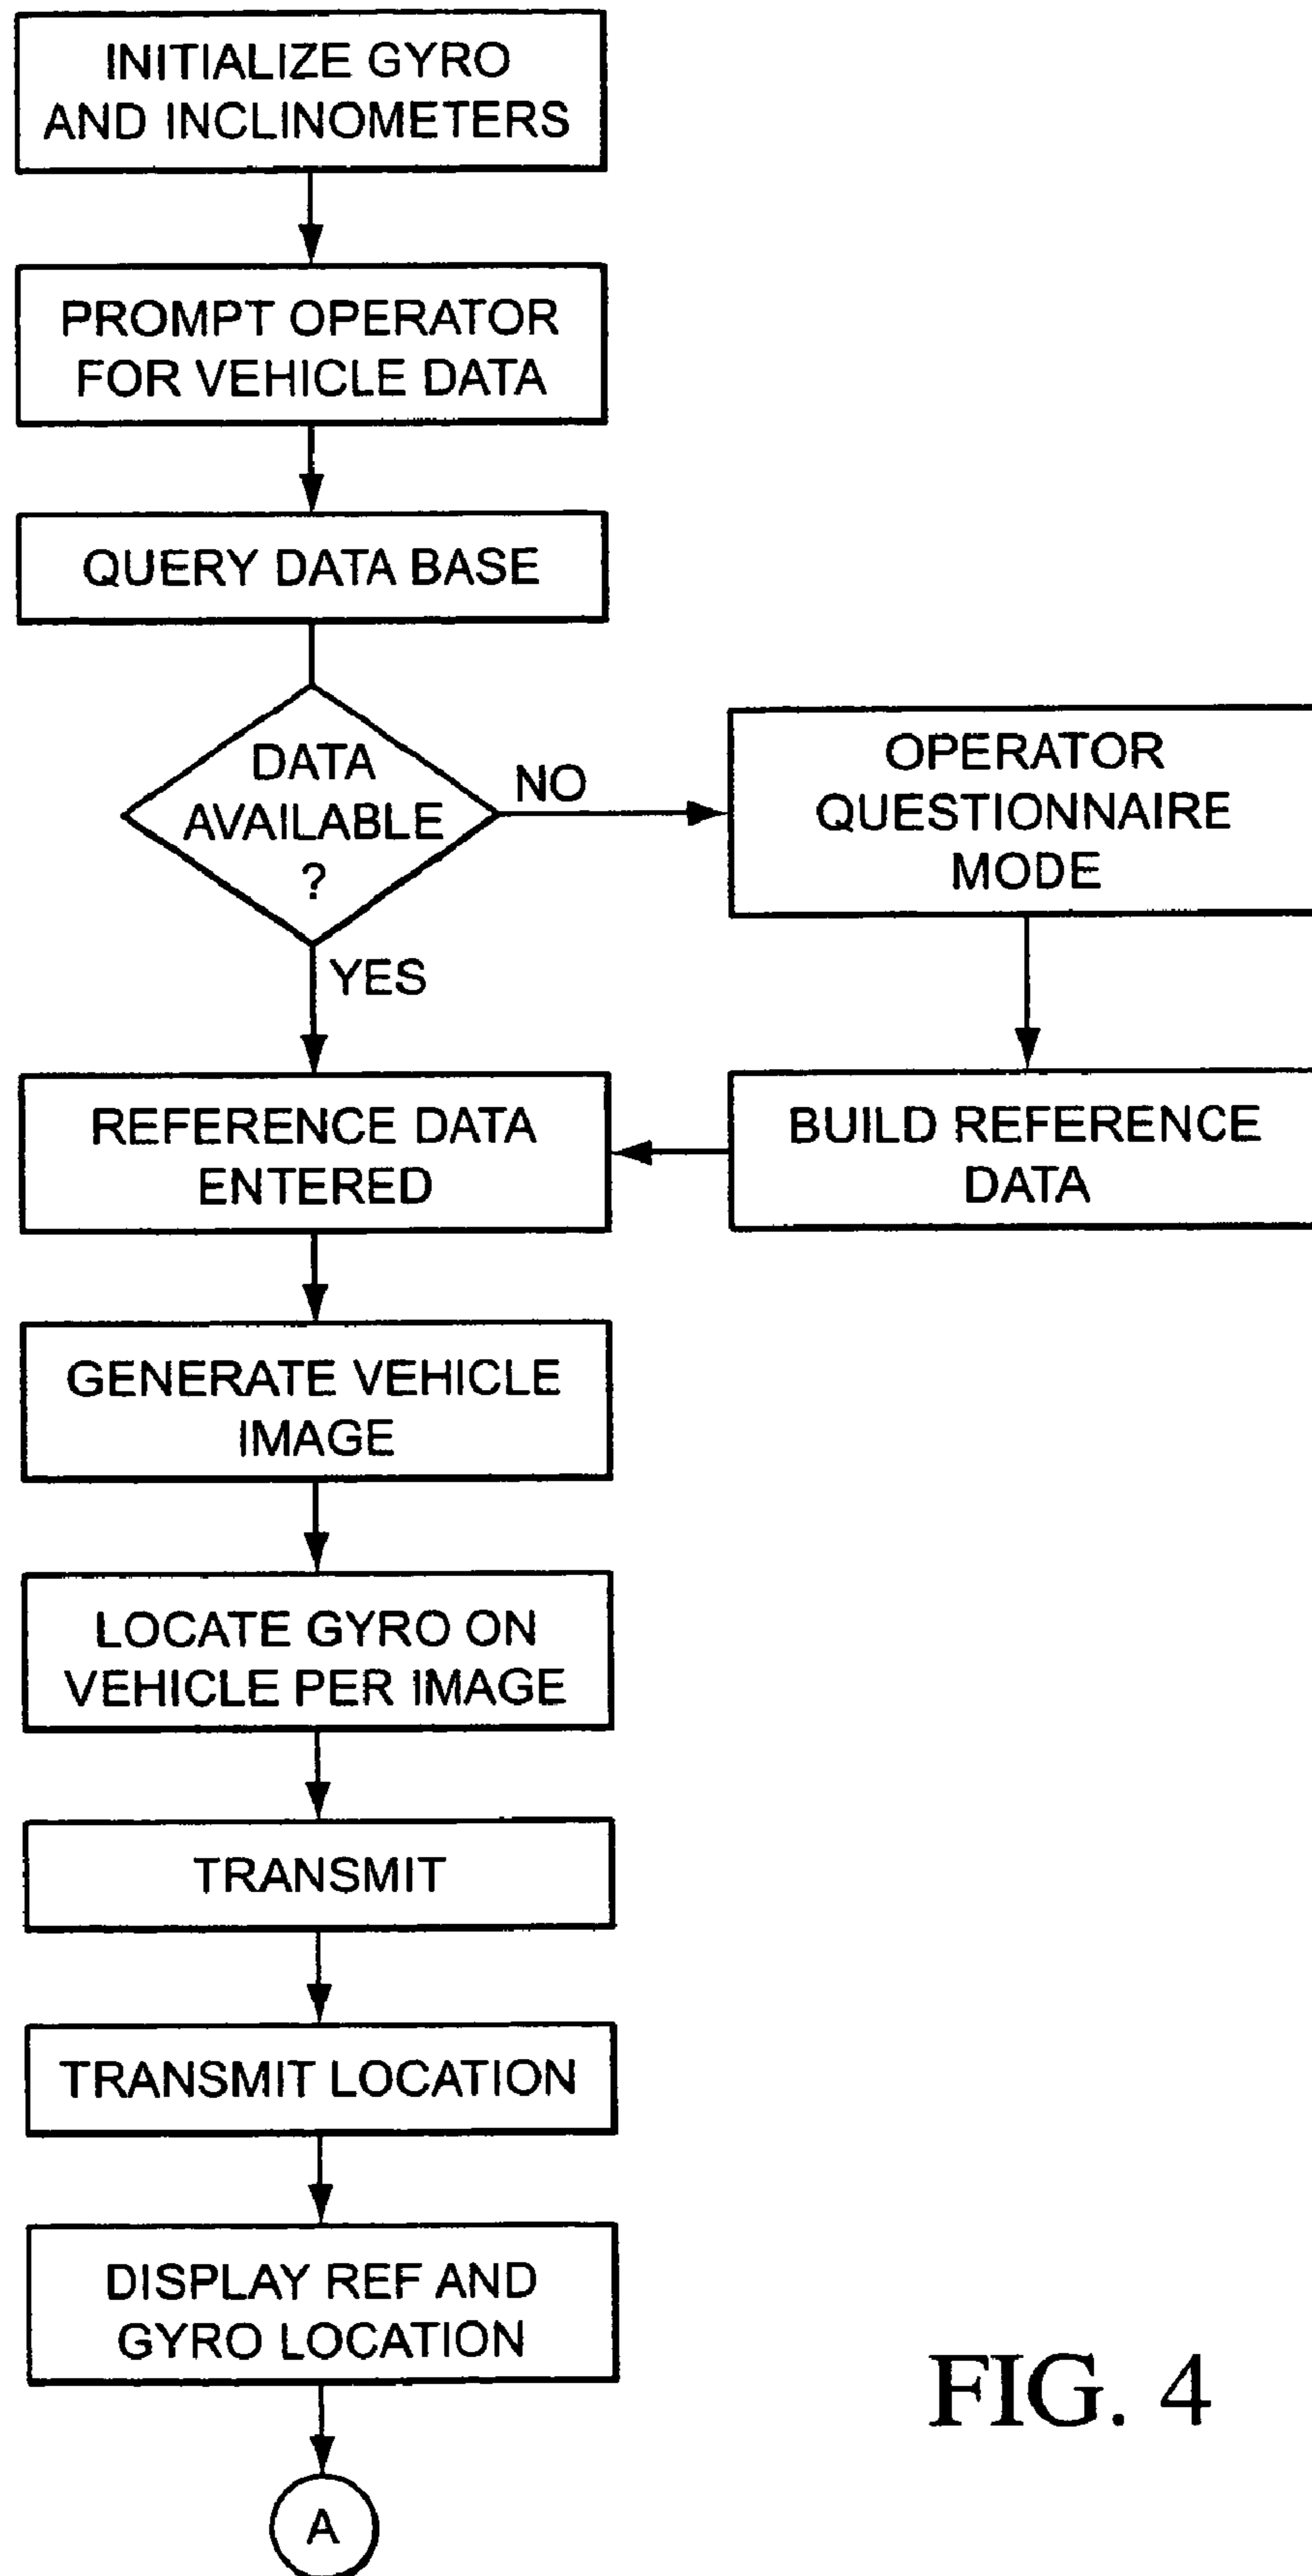 INITIALIZE GYRO
AND INCLINOMETERS
PROMPT OPERATOR
FOR VEHICLE DATA
QUERY DATA BASE
DATA
AVAILABLE
?
NO
OPERATOR
QUESTIONNAIRE
MODE
YES
REFERENCE DATA
ENTERED
BUILD REFERENCE
DATA
GENERATE VEHICLE
IMAGE
LOCATE GYRO ON
VEHICLE PER IMAGE
TRANSMIT
TRANSMIT LOCATION
DISPLAY REF AND
GYRO LOCATION
A
FIG. 4